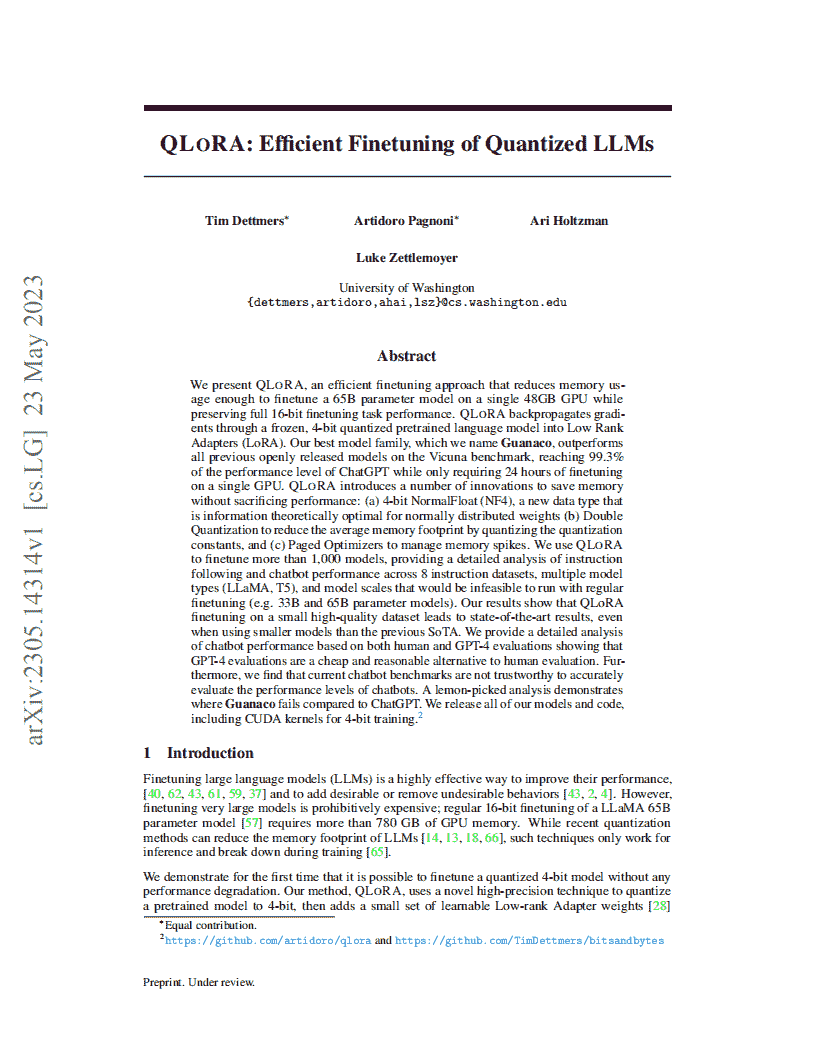 QLORA: Efficient Finetuning of Quantized LLMs
Tim Dettmers* Artidoro Pagnoni* Ari Holtzman
Luke Zettlemoyer
University of Washington
{dettmers,artidoro,ahai,lsz}@cs.washington.edu
Abstract
We present QLORA, an efficient finetuning approach that reduces memory us-
age enough to finetune a 65B parameter model on a single 48GB GPU while
preserving full 16-bit finetuning task performance. QLORA backpropagates gradi-
ents through a frozen, 4-bit quantized pretrained language model into Low Rank
Adapters (LoRA). Our best model family, which we name Guanaco, outperforms
all previous openly released models on the Vicuna benchmark, reaching 99.3%
of the performance level of ChatGPT while only requiring 24 hours of finetuning
on a single GPU. QLORA introduces a number of innovations to save memory
without sacrificing performance: (a) 4-bit NormalFloat (NF4), a new data type that
is information theoretically optimal for normally distributed weights (b) Double
Quantization to reduce the average memory footprint by quantizing the quantization
constants, and (c) Paged Optimizers to manage memory spikes. We use QLORA
to finetune more than 1,000 models, providing a detailed analysis of instruction
following and chatbot performance across 8 instruction datasets, multiple model
types (LLaMA, T5), and model scales that would be infeasible to run with regular
finetuning (e.g. 33B and 65B parameter models). Our results show that QLoRA
finetuning on a small high-quality dataset leads to state-of-the-art results, even
when using smaller models than the previous SoTA. We provide a detailed analysis
of chatbot performance based on both human and GPT-4 evaluations showing that
GPT-4 evaluations are a cheap and reasonable alternative to human evaluation. Fur-
thermore, we find that current chatbot benchmarks are not trustworthy to accurately
evaluate the performance levels of chatbots. A lemon-picked analysis demonstrates
where Guanaco fails compared to ChatGPT. We release all of our models and code,
including CUDA kernels for 4-bit training.2
1 Introduction
Finetuning large language models (LLMs) is a highly effective way to improve their performance,
[40, 62, 43, 61, 59, 37] and to add desirable or remove undesirable behaviors [43, 2, 4]. However,
finetuning very large models is prohibitively expensive; regular 16-bit finetuning of a LLaMA 65B
parameter model [57] requires more than 780 GB of GPU memory. While recent quantization
methods can reduce the memory footprint of LLMs [14, 13, 18, 66], such techniques only work for
inference and break down during training [65].
We demonstrate for the first time that it is possible to finetune a quantized 4-bit model without any
performance degradation. Our method, QLORA, uses a novel high-precision technique to quantize
a pretrained model to 4-bit, then adds a small set of learnable Low-rank Adapter weights [28]
*Equal contribution.
2https://github.com/artidoro/qlora and https://github.com/TimDettmers/bitsandbytes
Preprint. Under review.
arXiv:2305.14314v1 [cs.LG] 23 May 2023